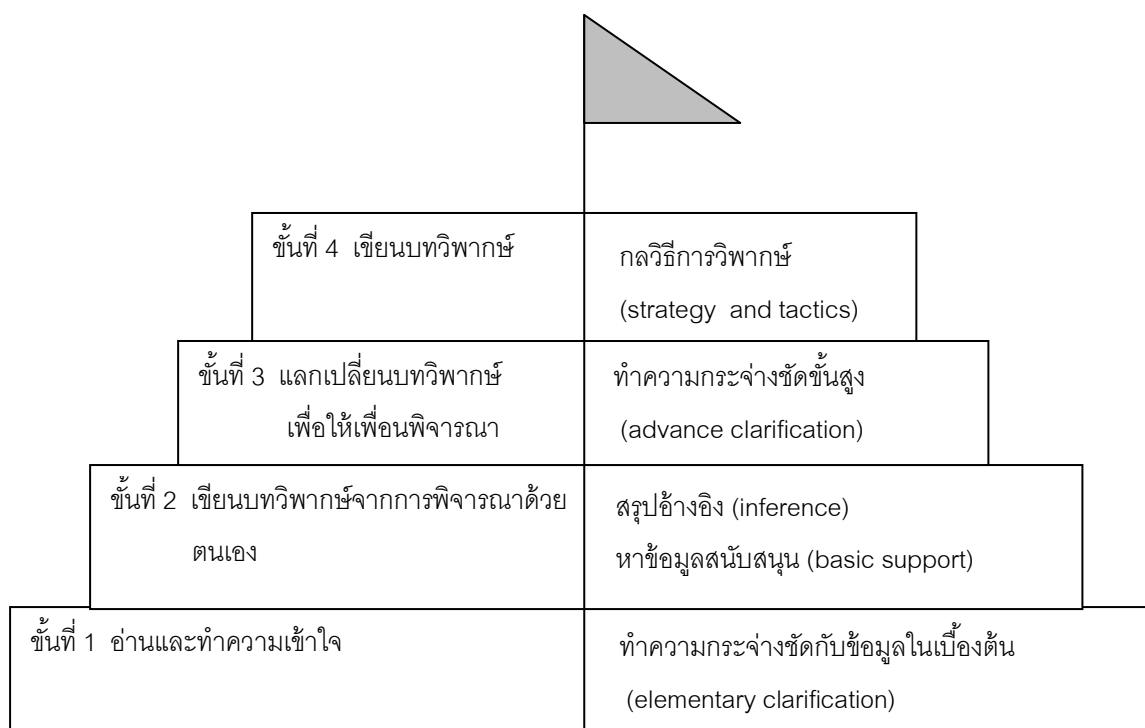 ขั้นที่ 4 เขียนบทวิพากษ์
กลวิธีการวิพากษ์
(strategy and tactics)
ขั้นที่ 3 แลกเปลี่ยนบทวิพากษ์
เพื่อให้เพื่อนพิจารณา
ทำความกระจ่างชัดขั้นสูง
(advance clarification)
ขั้นที่ 2 เขียนบทวิพากษ์จากการพิจารณาด้วย
ตนเอง
สรุปอ้างอิง (inference)
หาข้อมูลสนับสนุน (basic support)
ขั้นที่ 1 อ่านและทำความเข้าใจ
ทำความกระจ่างชัดกับข้อมูลในเบื้องต้น
(elementary clarification)